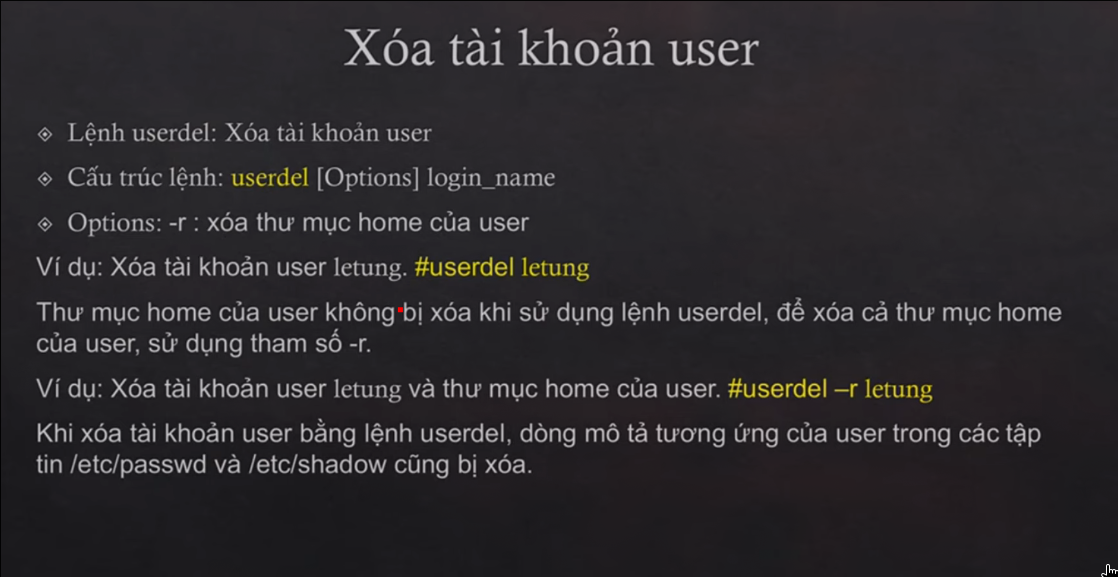 Xóa tài khoản user
Lệnh userdel: Xóa tài khoản user
Cấu trúc lệnh: userdel [Options] login_name
Options: -r : xóa thư mục home của user
Ví dụ: Xóa tài khoản user letung. #userdel letung
Thư mục home của user không bị xóa khi sử dụng lệnh userdel, để xóa cả thư mục home
của user, sử dụng tham số -r.
Ví dụ: Xóa tài khoản user letung và thư mục home của user. #userdel –r letung
Khi xóa tài khoản user bằng lệnh userdel, dòng mô tả tương ứng của user trong các tập
tin /etc/passwd và /etc/shadow cũng bị xóa.